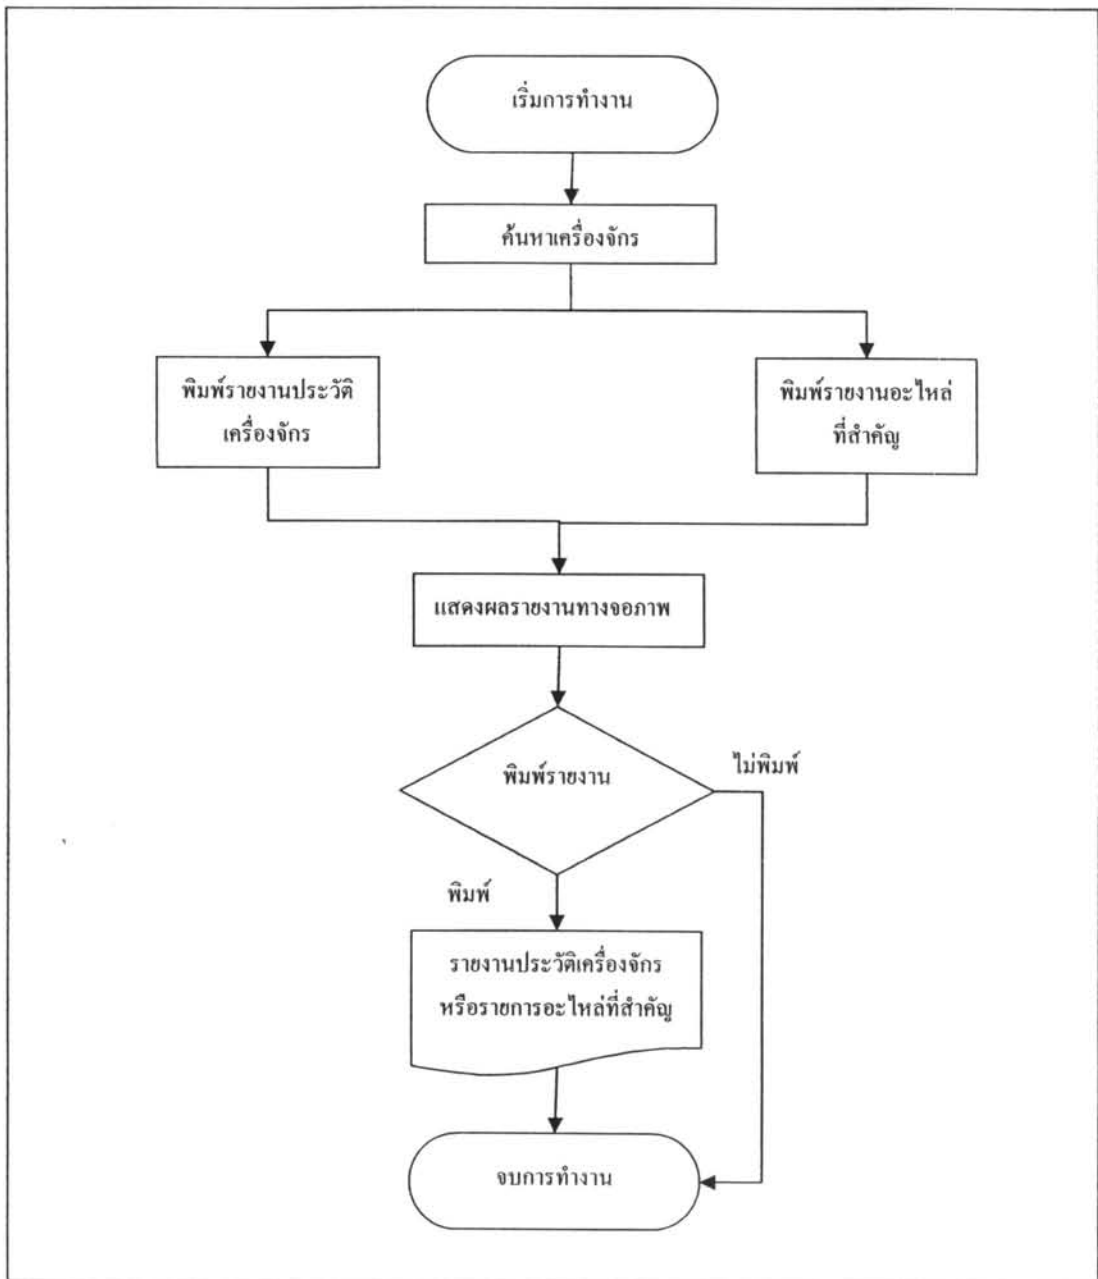 เริ่มการทำงาน
ค้นหาเครื่องจักร
พิมพ์รายงานประวัติ
เครื่องจักร
พิมพ์รายงานอะไหล่
ที่สำคัญ
แสดงผลรายงานทางจอภาพ
พิมพ์รายงาน
ไม่พิมพ์
พิมพ์
รายงานประวัติเครื่องจักร
หรือรายการอะไหล่ที่สำคัญ
จบการทำงาน